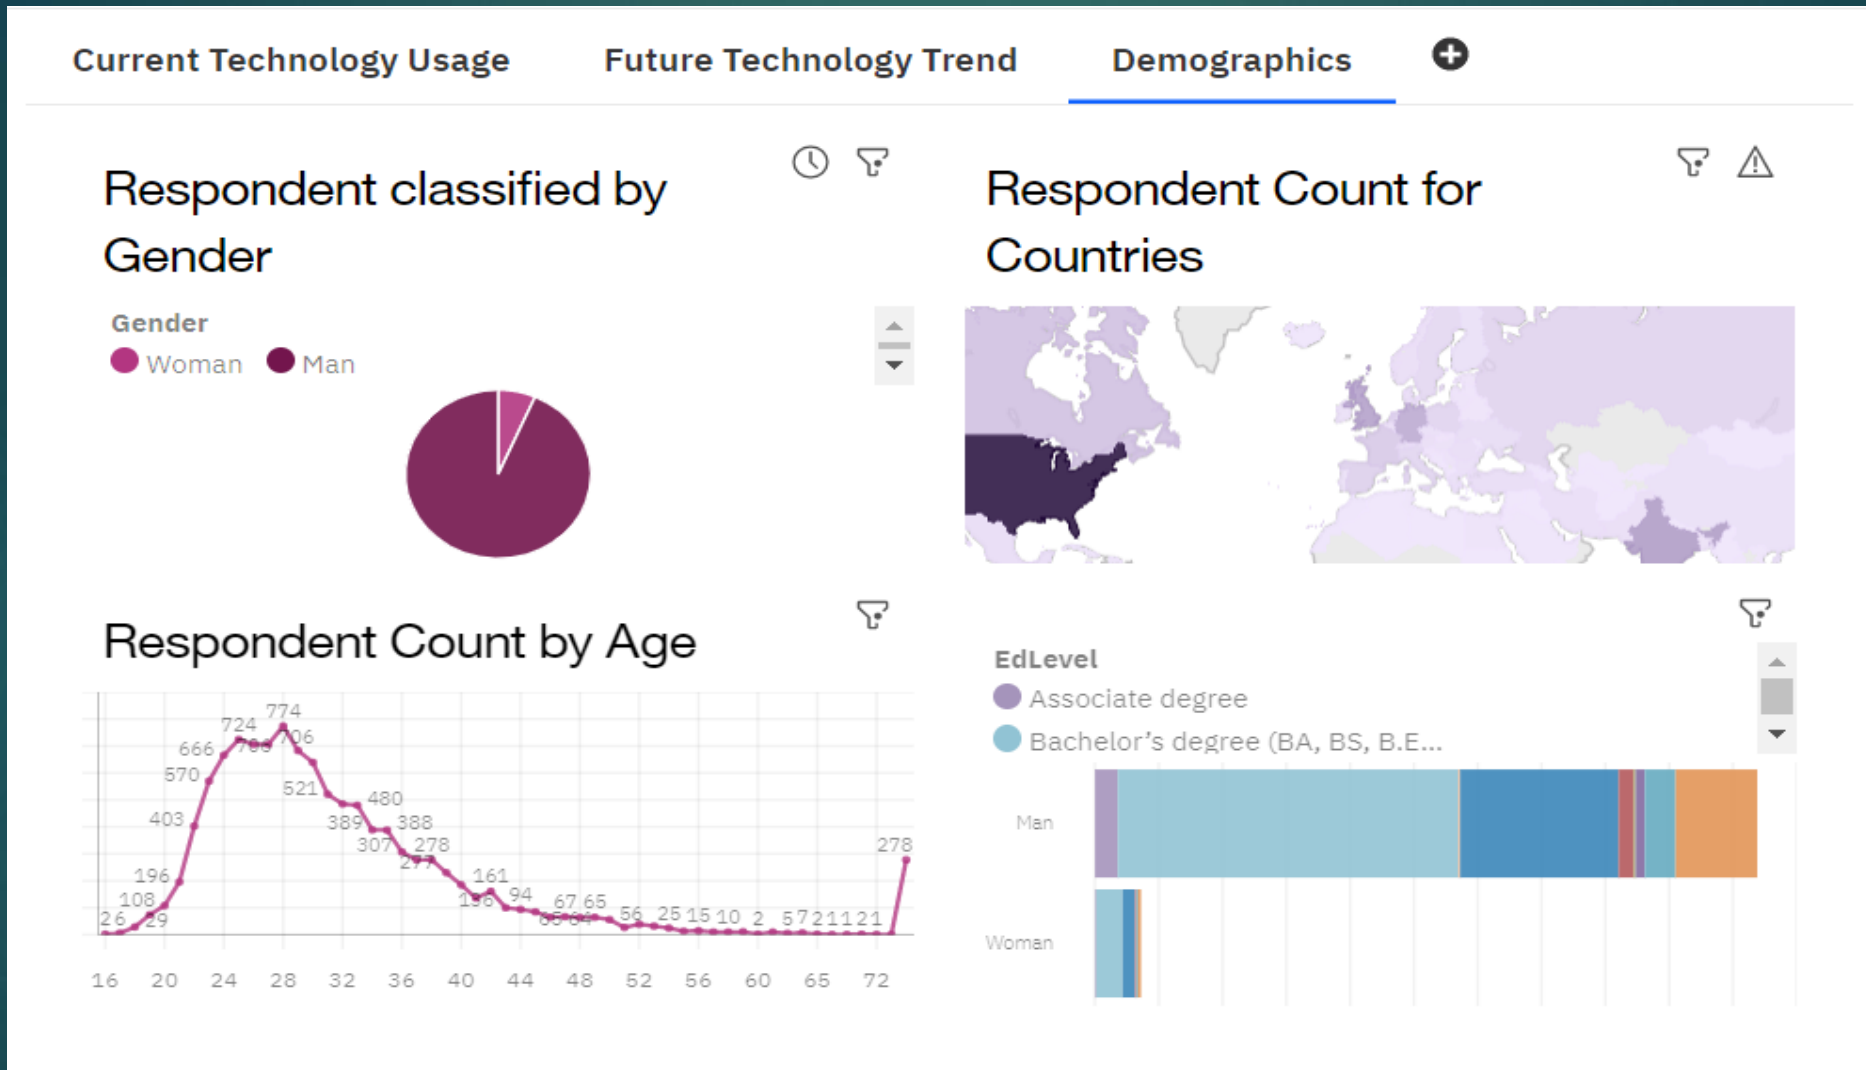 Current Technology Usage
Future Technology Trend
Demographics
Respondent classified by
Gender
Gender
Woman
Man
Respondent Count for
Countries
Respondent Count by Age
774
724
706
666
570
521
480
403
389
388
307
278
278
196
161
108
94
29
67
65
26
56
25
15
10
2
16
20
24
28
32
36
40
44
48
52
56
60
65
72
EdLevel
Associate degree
Bachelor’s degree (BA, BS, B.E...
Man
Woman